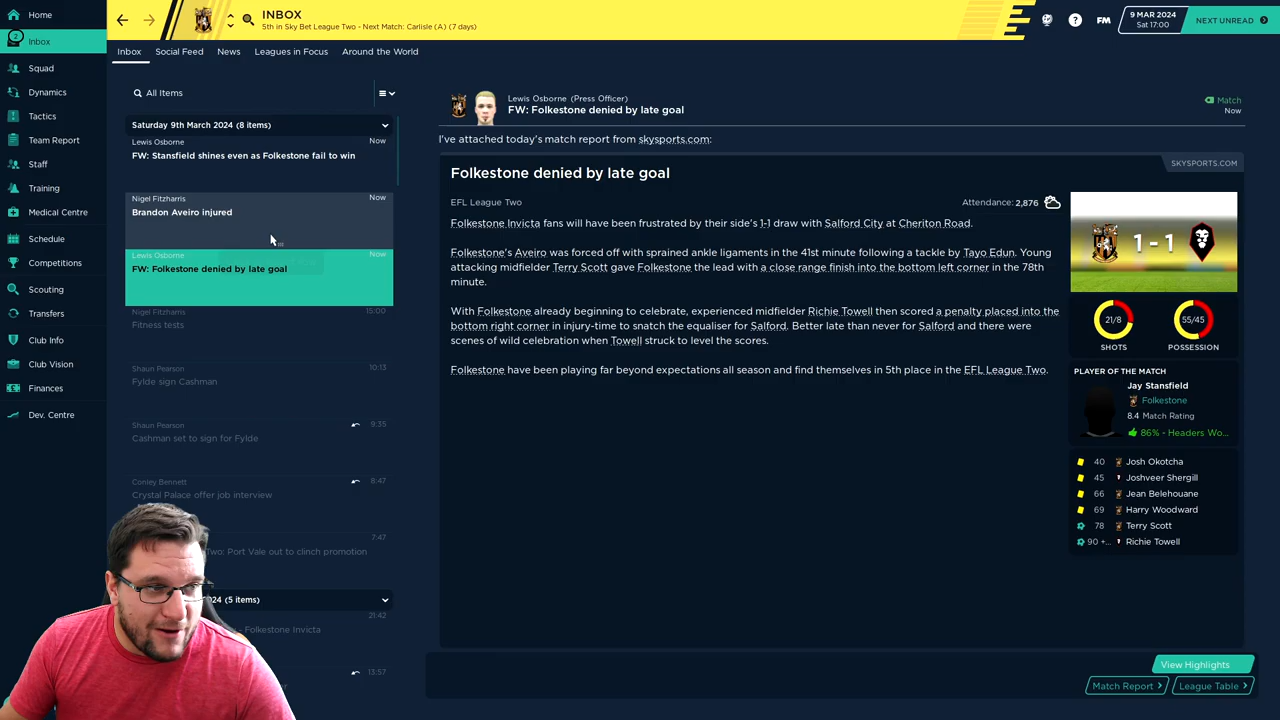 Home
INBOX
5th in Sky Bet League Two - Next Match: Carlisle (A) (7 days)
FM
9 MAR 2024
Sat 17:00
NEXT UNREAD
2
Inbox
Squad
Dynamics
Tactics
Team Report
Staff
Training
Medical Centre
Schedule
Competitions
Scouting
Transfers
Club Info
Club Vision
Finances
Dev. Centre
Inbox
Social Feed
News
Leagues in Focus
Around the World
All Items
Saturday 9th March 2024 (8 items)
Lewis Osborne
Now
FW: Stansfield shines even as Folkestone fail to win
Nigel Fitzharris
Now
Brandon Aveiro injured
Lewis Osborne
Now
FW: Folkestone denied by late goal
Nigel Fitzharris
15:00
Fitness tests
Shaun Pearson
10:13
Fylde sign Cashman
Shaun Pearson
9:35
Cashman set to sign for Fylde
Conley Bennett
8:47
Crystal Palace offer job interview
7:47
Two: Port Vale out to clinch promotion
024 (5 items)
21:42
- Folkestone Invicta
13:57
Lewis Osborne (Press Officer)
FW: Folkestone denied by late goal
Match
Now
I've attached today's match report from skysports.com:
SKYSPORTS.COM
Folkestone denied by late goal
EFL League Two
Attendance: 2,876
Folkestone Invicta fans will have been frustrated by their side's 1-1 draw with Salford City at Cheriton Road.
Folkestone's Aveiro was forced off with sprained ankle ligaments in the 41st minute following a tackle by Tayo Edun. Young
attacking midfielder Terry Scott gave Folkestone the lead with a close range finish into the bottom left corner in the 78th
minute.
With Folkestone already beginning to celebrate, experienced midfielder Richie Towell then scored a penalty placed into the
bottom right corner in injury-time to snatch the equaliser for Salford. Better late than never for Salford and there were
scenes of wild celebration when Towell struck to level the scores.
Folkestone have been playing far beyond expectations all season and find themselves in 5th place in the EFL League Two.
1 - 1
21/8
SHOTS
55/45
POSSESSION
PLAYER OF THE MATCH
Jay Stansfield
Folkestone
8.4 Match Rating
86% - Headers Wo...
40 Josh Okotcha
45 Joshveer Shergill
66 Jean Belehouane
69 Harry Woodward
78 Terry Scott
90 +... Richie Towell
View Highlights
Match Report
League Table